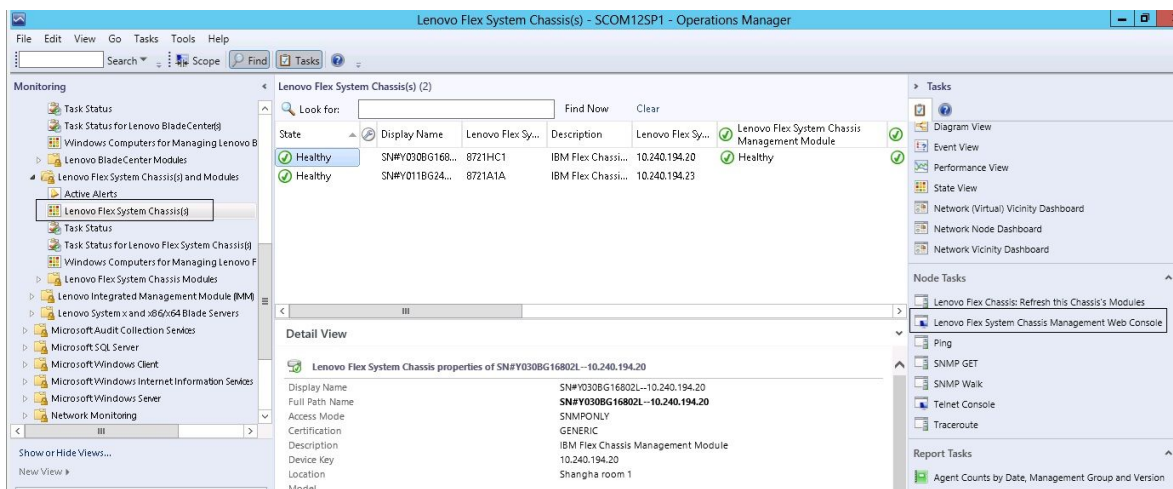 Lenovo Flex System Chassis(s) - SCOM12SP1 - Operations Manager
File Edit View Go Tasks Tools Help
Search Scope Find Tasks
Monitoring
Task Status
Task Status for Lenovo BladeCenter(s)
Windows Computers for Managing Lenovo B
Lenovo BladeCenter Modules
Lenovo Flex System Chassis(s) and Modules
Active Alerts
Lenovo Flex System Chassis(s)
Task Status
Task Status for Lenovo Flex System Chassis(s)
Windows Computers for Managing Lenovo F
Lenovo Flex System Chassis Modules
Lenovo Integrated Management Module (IMM)
Lenovo System x and x86/x64 Blade Servers
Microsoft Audit Collection Services
Microsoft SQL Server
Microsoft Windows Client
Microsoft Windows Internet Information Services
Microsoft Windows Server
Network Monitoring
Show or Hide Views...
New View
Lenovo Flex System Chassis(s) (2)
Look for: Find Now Clear
State Display Name Lenovo Flex Sy... Description Lenovo Flex Sy... Lenovo Flex System Chassis Management Module
Healthy SN#Y030BG168... 8721HC1 IBM Flex Chassi... 10.240.194.20 Healthy
Healthy SN#Y011BG24... 8721A1A IBM Flex Chassi... 10.240.194.23
Detail View
Lenovo Flex System Chassis properties of SN#Y030BG16802L--10.240.194.20
Display Name SN#Y030BG16802L--10.240.194.20
Full Path Name SN#Y030BG16802L--10.240.194.20
Access Mode SNMPONLY
Certification GENERIC
Description IBM Flex Chassis Management Module
Device Key 10.240.194.20
Location Shangha room 1
Model
Tasks
Diagram View
Event View
Performance View
State View
Network (Virtual) Vicinity Dashboard
Network Node Dashboard
Network Vicinity Dashboard
Node Tasks
Lenovo Flex Chassis: Refresh this Chassis's Modules
Lenovo Flex System Chassis Management Web Console
Ping
SNMP GET
SNMP Walk
Telnet Console
Traceroute
Report Tasks
Agent Counts by Date, Management Group and Version